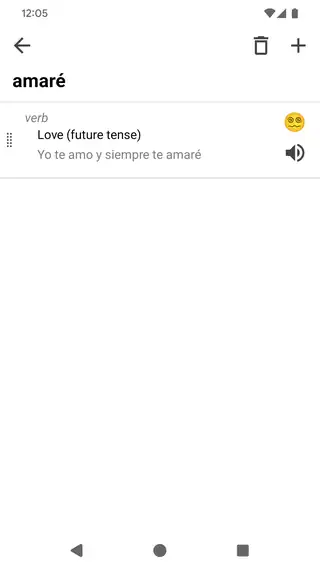 12:05
amaré
verb
Love (future tense)
Yo te amo y siempre te amaré